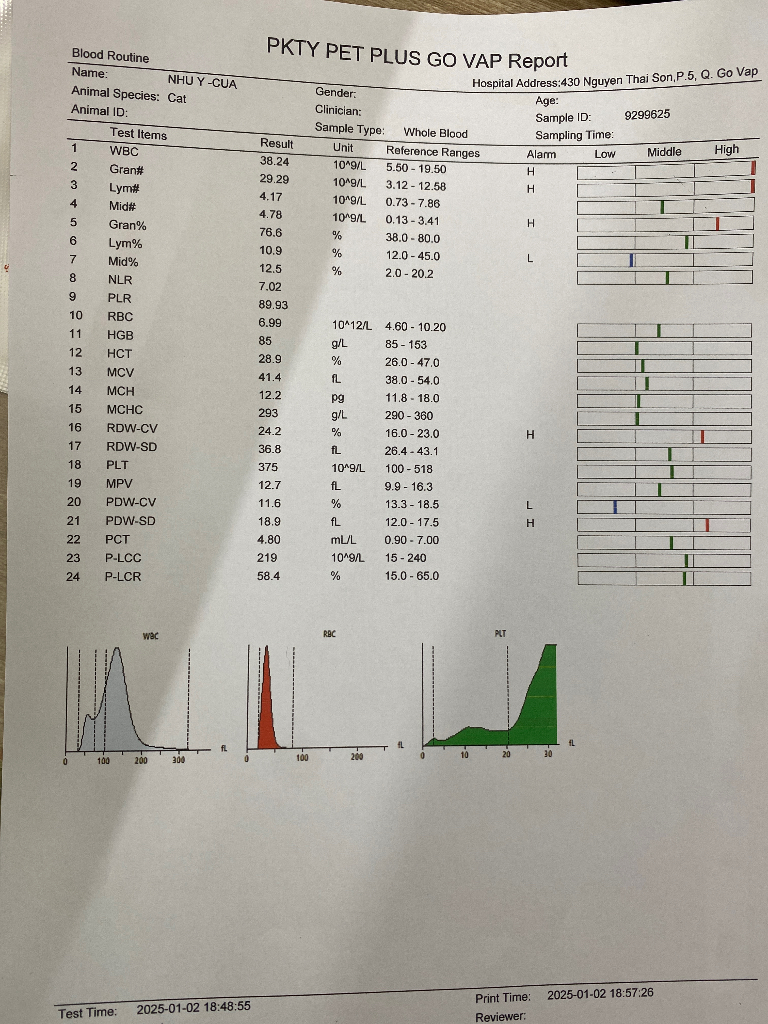 PKTY PET PLUS GO VAP Report
Blood Routine
Hospital Address:430 Nguyen Thai Son,P.5, Q. Go Vap
Name: NHU Y -CUA Gender: Age:
Animal Species: Cat Clinician: Sample ID: 9299625
Animal ID: Sample Type: Whole Blood Sampling Time:
Test Items Result Unit Reference Ranges Alarm Low Middle High
1 WBC 38.24 10^9/L 5.50 - 19.50 H
2 Gran# 29.29 10^9/L 3.12 - 12.58 H
3 Lym# 4.17 10^9/L 0.73 - 7.86
4 Mid# 4.78 10^9/L 0.13 - 3.41 H
5 Gran% 76.6 % 38.0 - 80.0
6 Lym% 10.9 % 12.0 - 45.0 L
7 Mid% 12.5 % 2.0 - 20.2
8 NLR 7.02
9 PLR 89.93
10 RBC 6.99 10^12/L 4.60 - 10.20
11 HGB 85 g/L 85 - 153
12 HCT 28.9 % 26.0 - 47.0
13 MCV 41.4 fL 38.0 - 54.0
14 MCH 12.2 pg 11.8 - 18.0
15 MCHC 293 g/L 290 - 360
16 RDW-CV 24.2 % 16.0 - 23.0 H
17 RDW-SD 36.8 fL 26.4 - 43.1
18 PLT 375 10^9/L 100 - 518
19 MPV 12.7 fL 9.9 - 16.3
20 PDW-CV 11.6 % 13.3 - 18.5 L
21 PDW-SD 18.9 fL 12.0 - 17.5 H
22 PCT 4.80 mL/L 0.90 - 7.00
23 P-LCC 219 10^9/L 15 - 240
24 P-LCR 58.4 % 15.0 - 65.0
WBC RBC PLT
0 100 200 300 fL 0 100 200 fL 0 10 20 30 fL
Test Time: 2025-01-02 18:48:55 Print Time: 2025-01-02 18:57:26
Reviewer: